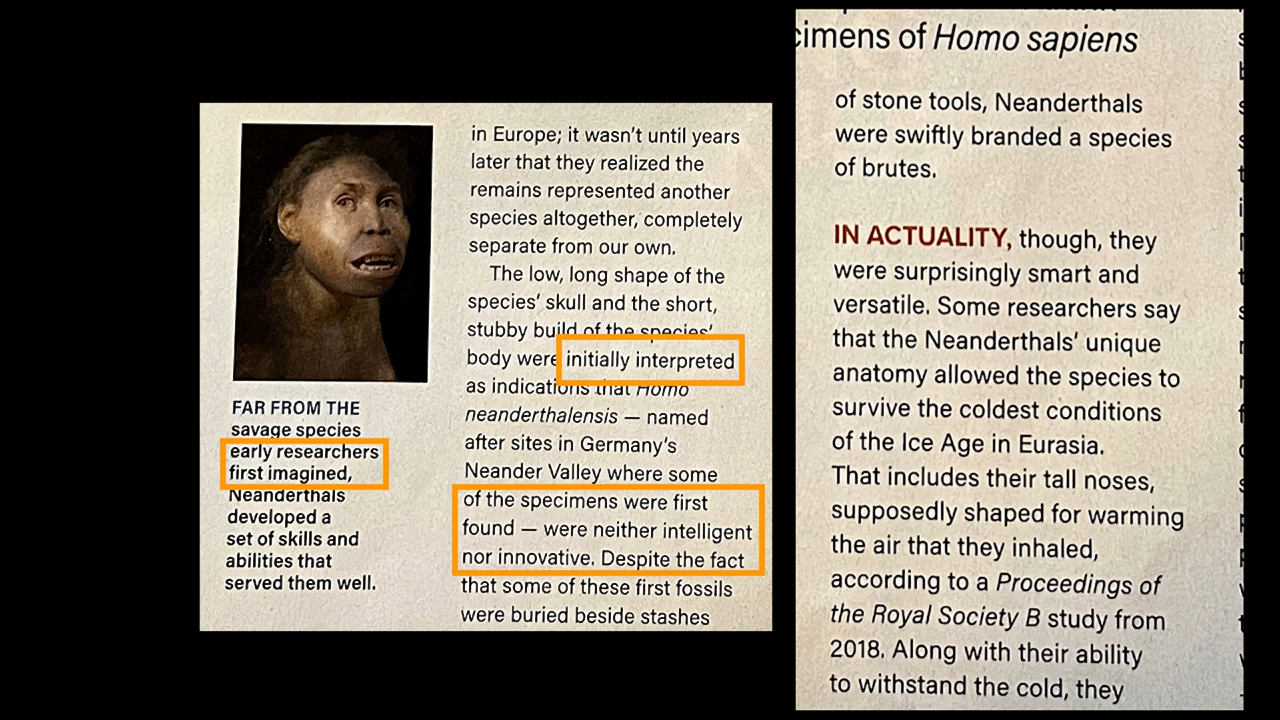 FAR FROM THE
savage species
early researchers
first imagined,
Neanderthals
developed a
set of skills and
abilities that
served them well.
in Europe; it wasn't until years
later that they realized the
remains represented another
species altogether, completely
separate from our own.
The low, long shape of the
species' skull and the short,
stubby build of the species'
body were initially interpreted
as indications that Homo
neanderthalensis — named
after sites in Germany's
Neander Valley where some
of the specimens were first
found — were neither intelligent
nor innovative. Despite the fact
that some of these first fossils
were buried beside stashes
of Homo sapiens
of stone tools, Neanderthals
were swiftly branded a species
of brutes.
IN ACTUALITY, though, they
were surprisingly smart and
versatile. Some researchers say
that the Neanderthals' unique
anatomy allowed the species to
survive the coldest conditions
of the Ice Age in Eurasia.
That includes their tall noses,
supposedly shaped for warming
the air that they inhaled,
according to a Proceedings of
the Royal Society B study from
2018. Along with their ability
to withstand the cold, they